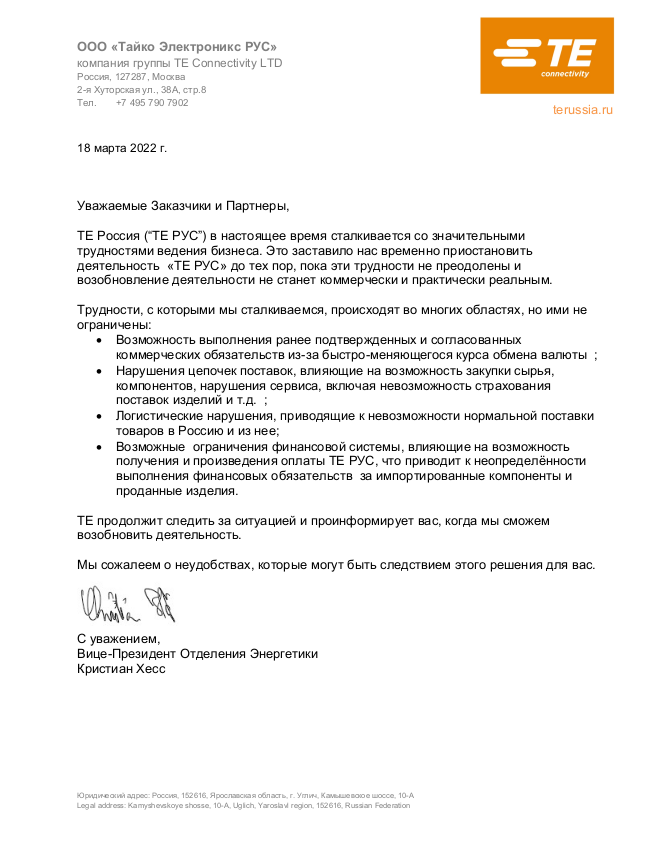 ООО «Тайко Электроникс РУС»
компания группы TE Connectivity LTD
Россия, 127287, Москва
2-я Хуторская ул., 38А, стр.8
Тел. +7 495 790 7902
TE
connectivity
terussia.ru
18 марта 2022 г.
Уважаемые Заказчики и Партнеры,
ТЕ Россия (“ТЕ РУС”) в настоящее время сталкивается со значительными
трудностями ведения бизнеса. Это заставило нас временно приостановить
деятельность «ТЕ РУС» до тех пор, пока эти трудности не преодолены и
возобновление деятельности не станет коммерчески и практически реальным.
Трудности, с которыми мы сталкиваемся, происходят во многих областях, но ими не
ограничены:
• Возможность выполнения ранее подтвержденных и согласованных
коммерческих обязательств из-за быстро-меняющегося курса обмена валюты ;
• Нарушения цепочек поставок, влияющие на возможность закупки сырья,
компонентов, нарушения сервиса, включая невозможность страхования
поставок изделий и т.д. ;
• Логистические нарушения, приводящие к невозможности нормальной поставки
товаров в Россию и из нее;
• Возможные ограничения финансовой системы, влияющие на возможность
получения и произведения оплаты ТЕ РУС, что приводит к неопределённости
выполнения финансовых обязательств за импортированные компоненты и
проданные изделия.
ТЕ продолжит следить за ситуацией и проинформирует вас, когда мы сможем
возобновить деятельность.
Мы сожалеем о неудобствах, которые могут быть следствием этого решения для вас.
С уважением,
Вице-Президент Отделения Энергетики
Кристиан Хесс
Юридический адрес: Россия, 152616, Ярославская область, г. Углич, Камышевское шоссе, 10-А
Legal address: Kamyshevskoye shosse, 10-A, Uglich, Yaroslavl region, 152616, Russian Federation